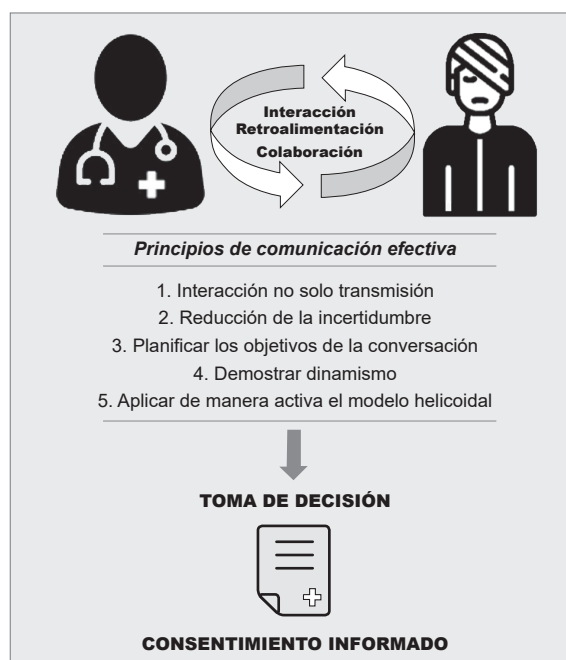 Interacción
Retroalimentación
Colaboración
Principios de comunicación efectiva
1. Interacción no solo transmisión
2. Reducción de la incertidumbre
3. Planificar los objetivos de la conversación
4. Demostrar dinamismo
5. Aplicar de manera activa el modelo helicoidal
TOMA DE DECISIÓN
CONSENTIMIENTO INFORMADO